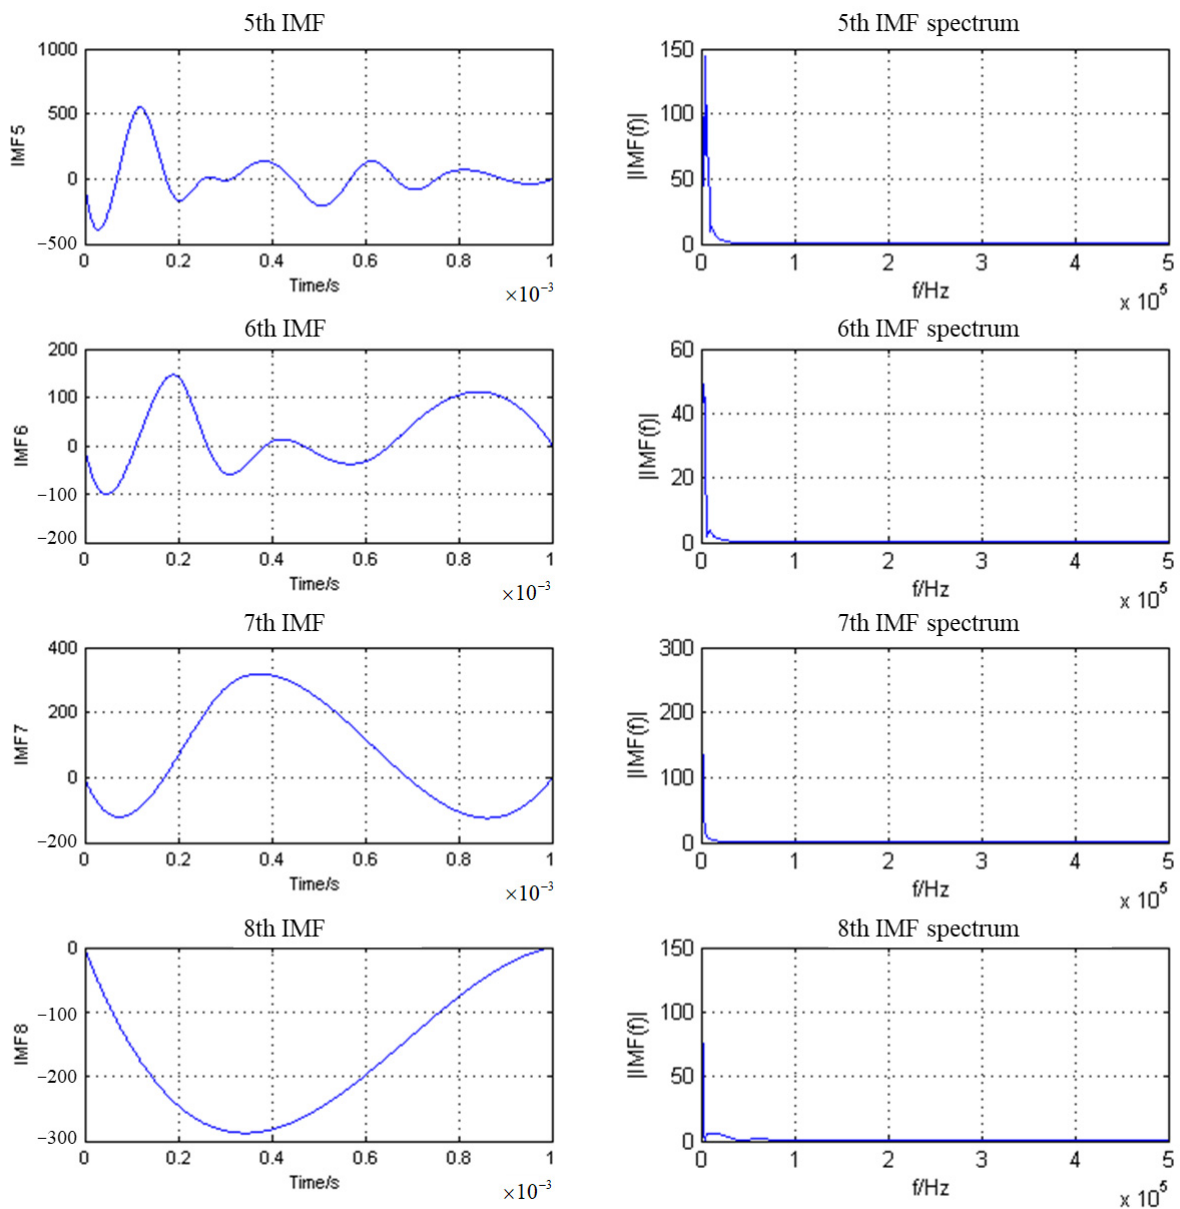 5th IMF
1000
500
0
−500
IMF5
0 0.2 0.4 0.6 0.8 1
Time/s
×10⁻³
5th IMF spectrum
150
100
50
0
|IMF(f)|
0 1 2 3 4 5
f/Hz
x 10⁵
6th IMF
200
100
0
−100
−200
IMF6
0 0.2 0.4 0.6 0.8 1
Time/s
×10⁻³
6th IMF spectrum
60
40
20
0
|IMF(f)|
0 1 2 3 4 5
f/Hz
x 10⁵
7th IMF
400
200
0
−200
IMF7
0 0.2 0.4 0.6 0.8 1
Time/s
×10⁻³
7th IMF spectrum
300
200
100
0
|IMF(f)|
0 1 2 3 4 5
f/Hz
x 10⁵
8th IMF
0
−100
−200
−300
IMF8
0 0.2 0.4 0.6 0.8 1
Time/s
×10⁻³
8th IMF spectrum
150
100
50
0
|IMF(f)|
0 1 2 3 4 5
f/Hz
x 10⁵